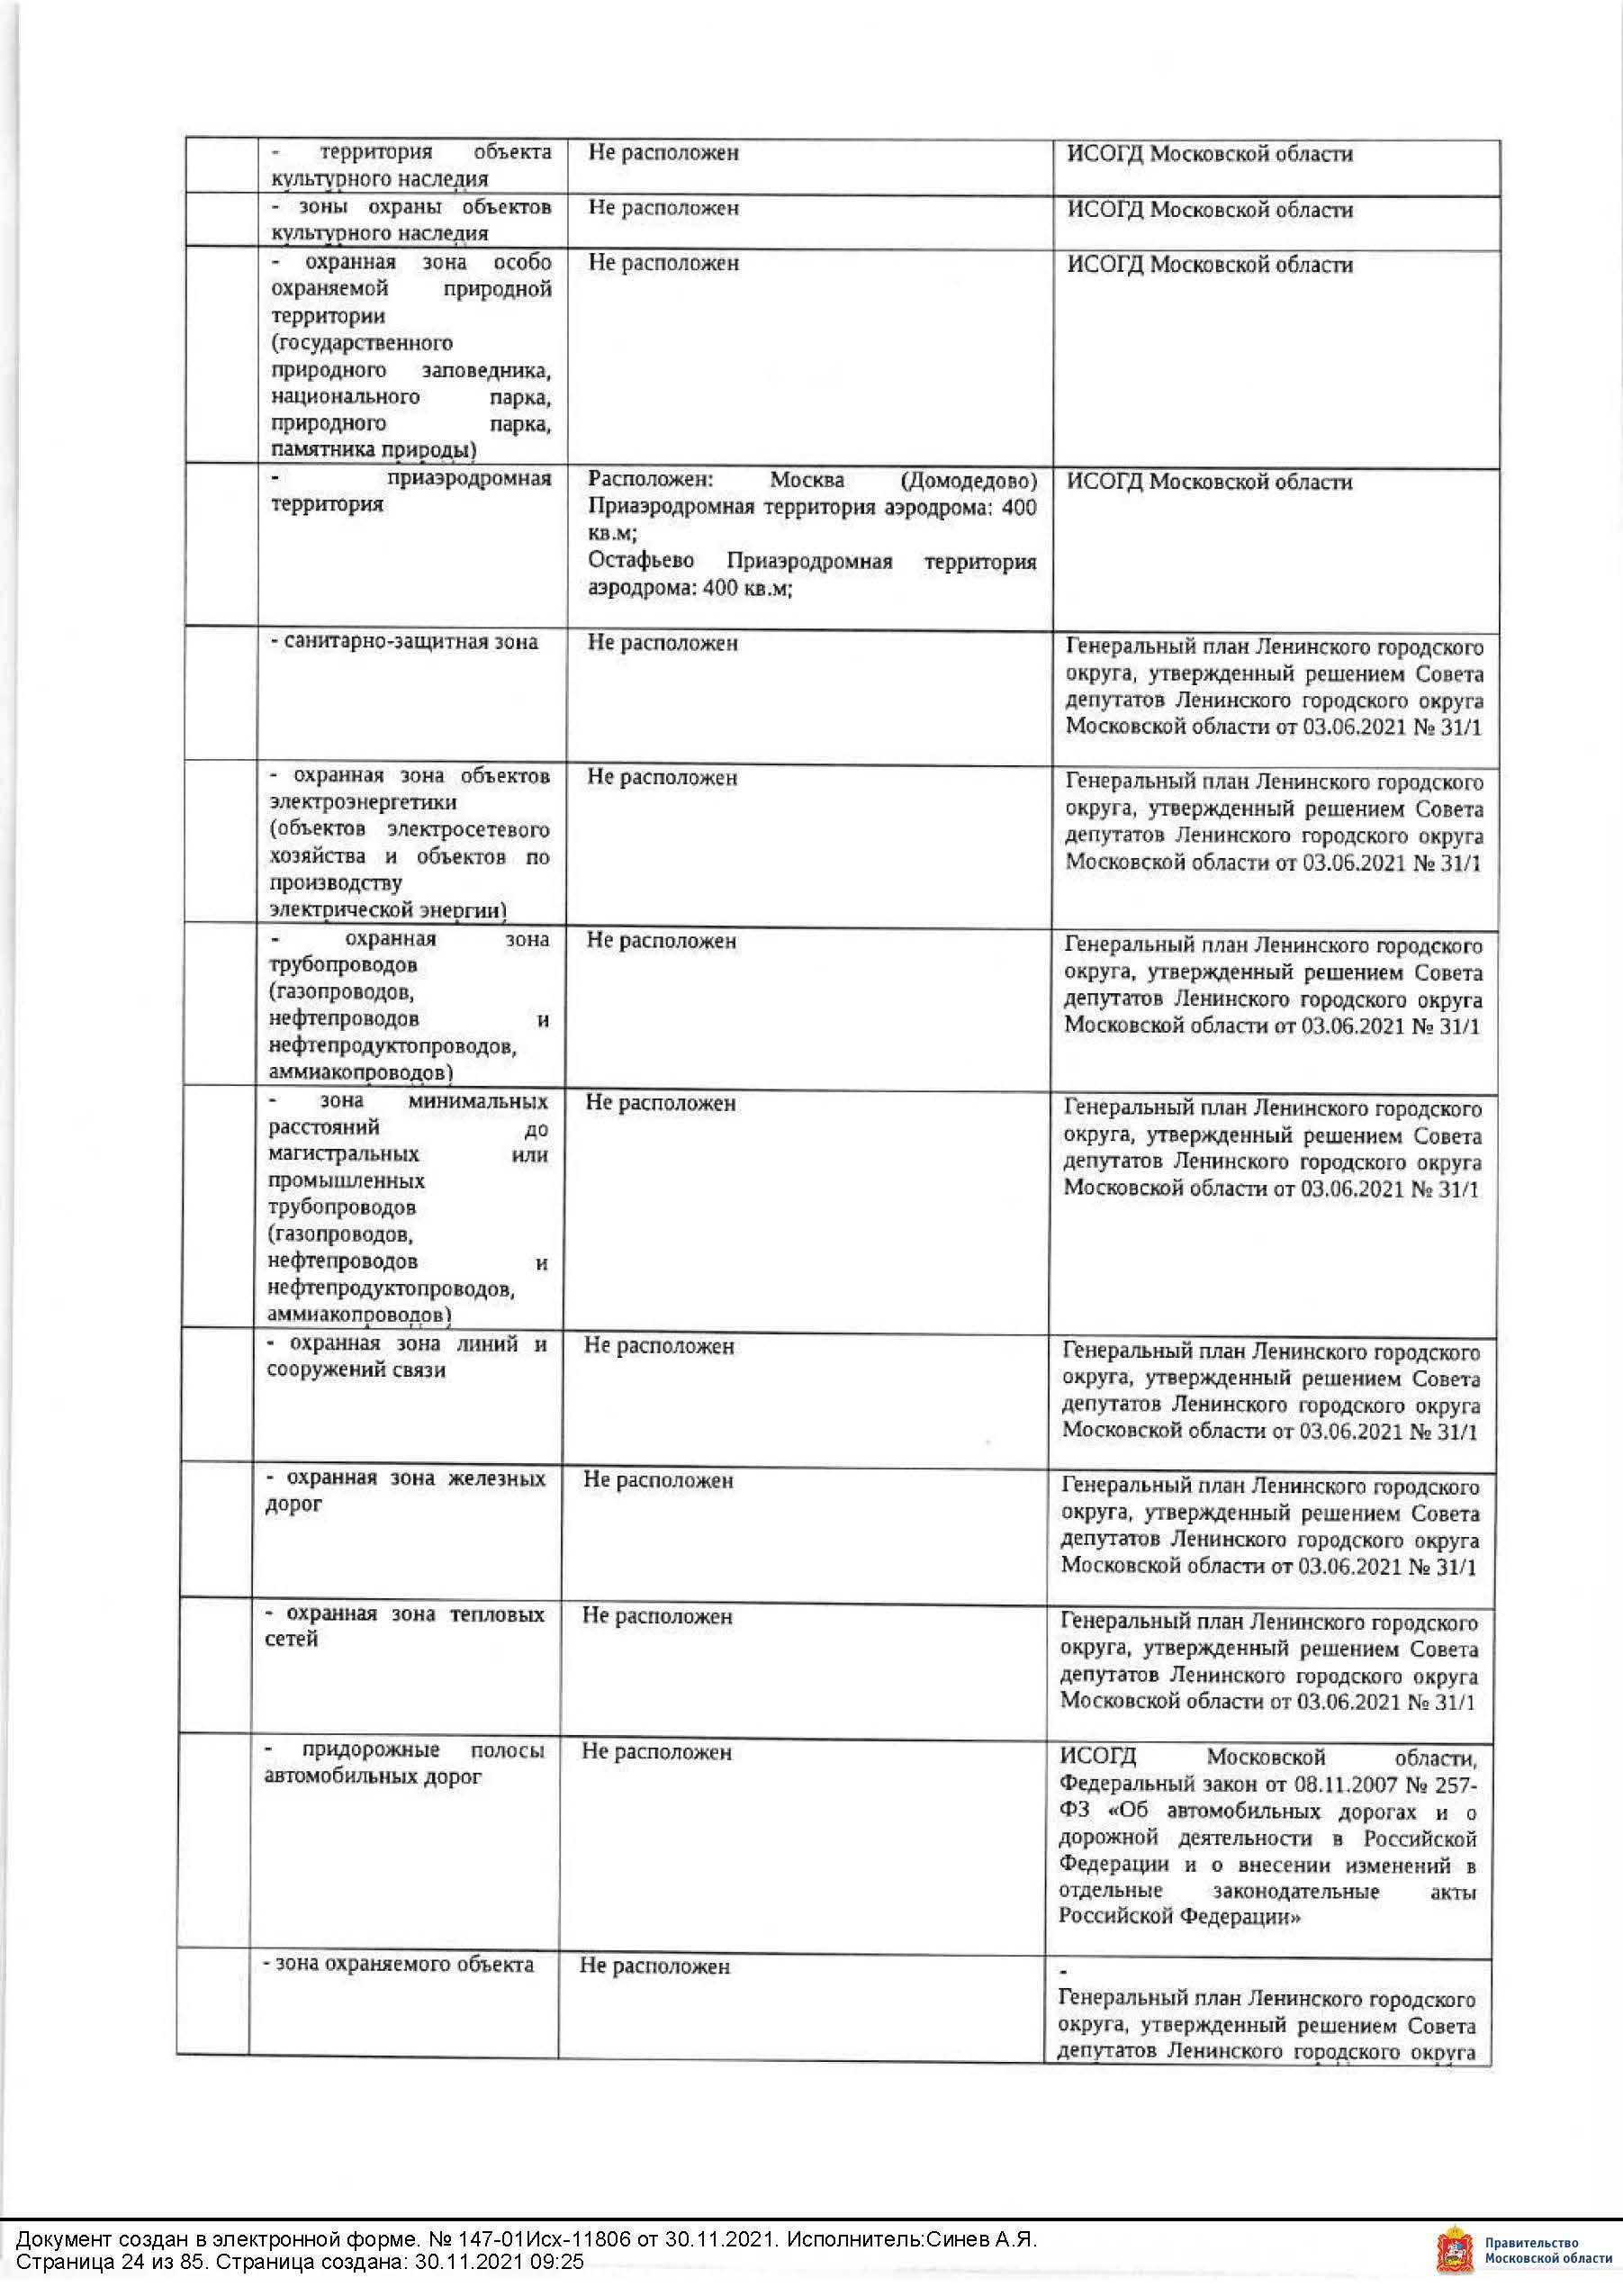 - территория объекта
культурного наследия
Не расположен
ИСОГД Московской области
- зоны охраны объектов
культурного наследия
Не расположен
ИСОГД Московской области
- охранная зона особо
охраняемой природной
территории
(государственного
природного заповедника,
национального парка,
природного парка,
памятника природы)
Не расположен
ИСОГД Московской области
- приаэродромная
территория
Расположен: Москва (Домодедово)
Приаэродромная территория аэродрома: 400
кв.м;
Остафьево Приаэродромная территория
аэродрома: 400 кв.м;
ИСОГД Московской области
- санитарно-защитная зона
Не расположен
Генеральный план Ленинского городского
округа, утвержденный решением Совета
депутатов Ленинского городского округа
Московской области от 03.06.2021 № 31/1
- охранная зона объектов
электроэнергетики
(объектов электросетевого
хозяйства и объектов по
производству
электрической энергии)
Не расположен
Генеральный план Ленинского городского
округа, утвержденный решением Совета
депутатов Ленинского городского округа
Московской области от 03.06.2021 № 31/1
- охранная зона
трубопроводов
(газопроводов,
нефтепроводов и
нефтепродуктопроводов,
аммиакопроводов)
Не расположен
Генеральный план Ленинского городского
округа, утвержденный решением Совета
депутатов Ленинского городского округа
Московской области от 03.06.2021 № 31/1
- зона минимальных
расстояний до
магистральных или
промышленных
трубопроводов
(газопроводов,
нефтепроводов и
нефтепродуктопроводов,
аммиакопроводов)
Не расположен
Генеральный план Ленинского городского
округа, утвержденный решением Совета
депутатов Ленинского городского округа
Московской области от 03.06.2021 № 31/1
- охранная зона линий и
сооружений связи
Не расположен
Генеральный план Ленинского городского
округа, утвержденный решением Совета
депутатов Ленинского городского округа
Московской области от 03.06.2021 № 31/1
- охранная зона железных
дорог
Не расположен
Генеральный план Ленинского городского
округа, утвержденный решением Совета
депутатов Ленинского городского округа
Московской области от 03.06.2021 № 31/1
- охранная зона тепловых
сетей
Не расположен
Генеральный план Ленинского городского
округа, утвержденный решением Совета
депутатов Ленинского городского округа
Московской области от 03.06.2021 № 31/1
- придорожные полосы
автомобильных дорог
Не расположен
ИСОГД Московской области,
Федеральный закон от 08.11.2007 № 257-
ФЗ «Об автомобильных дорогах и о
дорожной деятельности в Российской
Федерации и о внесении изменений в
отдельные законодательные акты
Российской Федерации»
- зона охраняемого объекта
Не расположен
-
Генеральный план Ленинского городского
округа, утвержденный решением Совета
депутатов Ленинского городского округа
Документ создан в электронной форме. № 147-01Исх-11806 от 30.11.2021. Исполнитель:Синев А.Я.
Страница 24 из 85. Страница создана: 30.11.2021 09:25
Правительство
Московской области